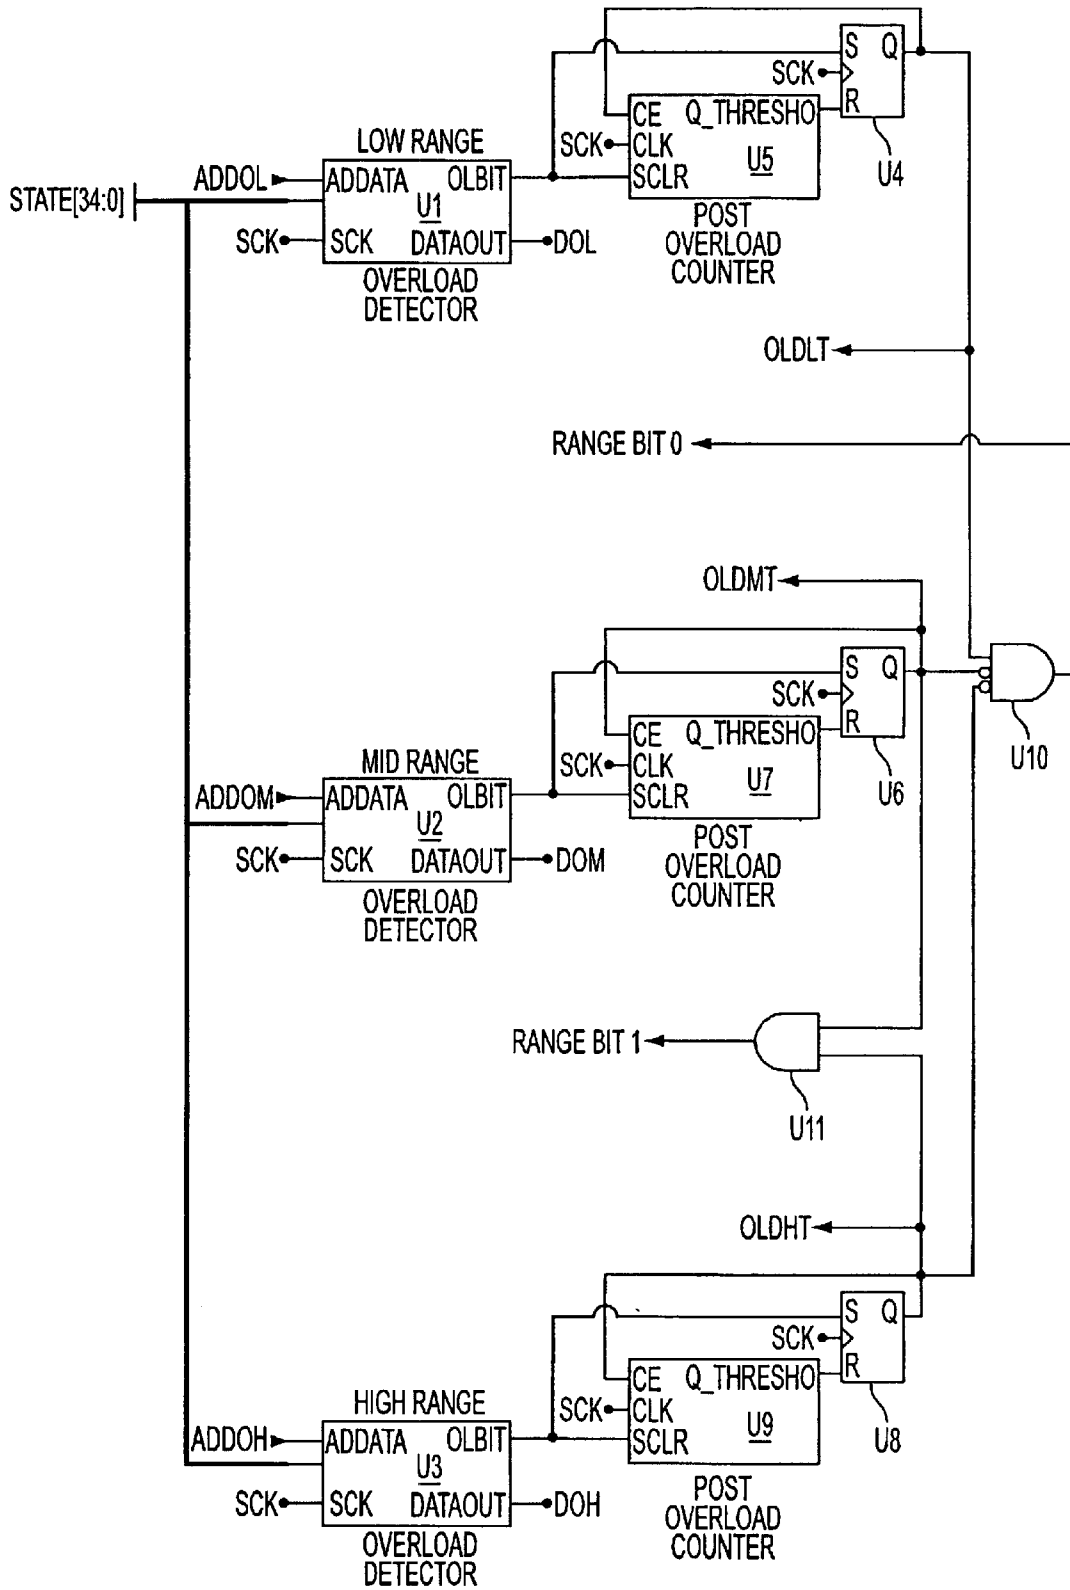 S Q
SCK
R
U4
CE Q_THRESHO
SCK CLK U5
SCLR
POST
OVERLOAD
COUNTER
LOW RANGE
STATE[34:0]
ADDOL ADDATA OLBIT
U1
SCK SCK DATAOUT DOL
OVERLOAD
DETECTOR
OLDLT
RANGE BIT 0
OLDMT
S Q
SCK
R
U6
U10
CE Q_THRESHO
SCK CLK U7
SCLR
POST
OVERLOAD
COUNTER
MID RANGE
ADDOM ADDATA OLBIT
U2
SCK SCK DATAOUT DOM
OVERLOAD
DETECTOR
RANGE BIT 1
U11
OLDHT
S Q
SCK
R
U8
CE Q_THRESHO
SCK CLK U9
SCLR
POST
OVERLOAD
COUNTER
HIGH RANGE
ADDOH ADDATA OLBIT
U3
SCK SCK DATAOUT DOH
OVERLOAD
DETECTOR